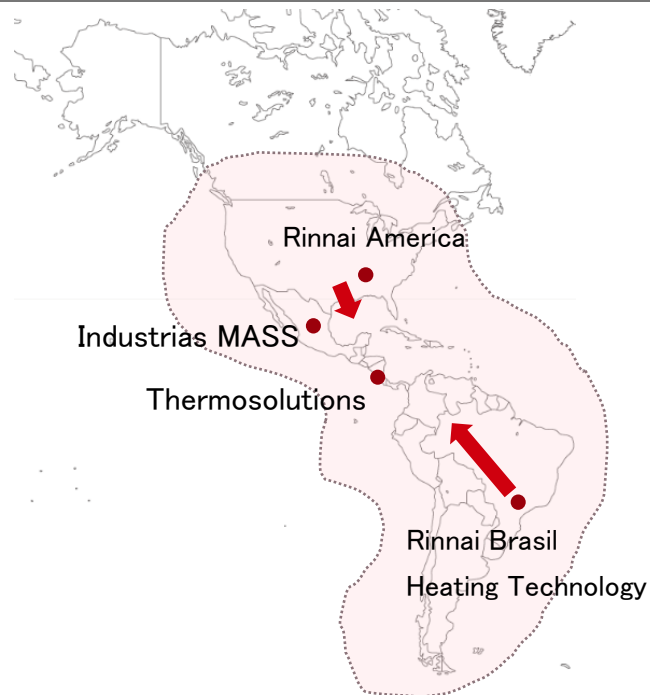 Rinnai America
Industrias MASS
Thermosolutions
Rinnai Brasil
Heating Technology